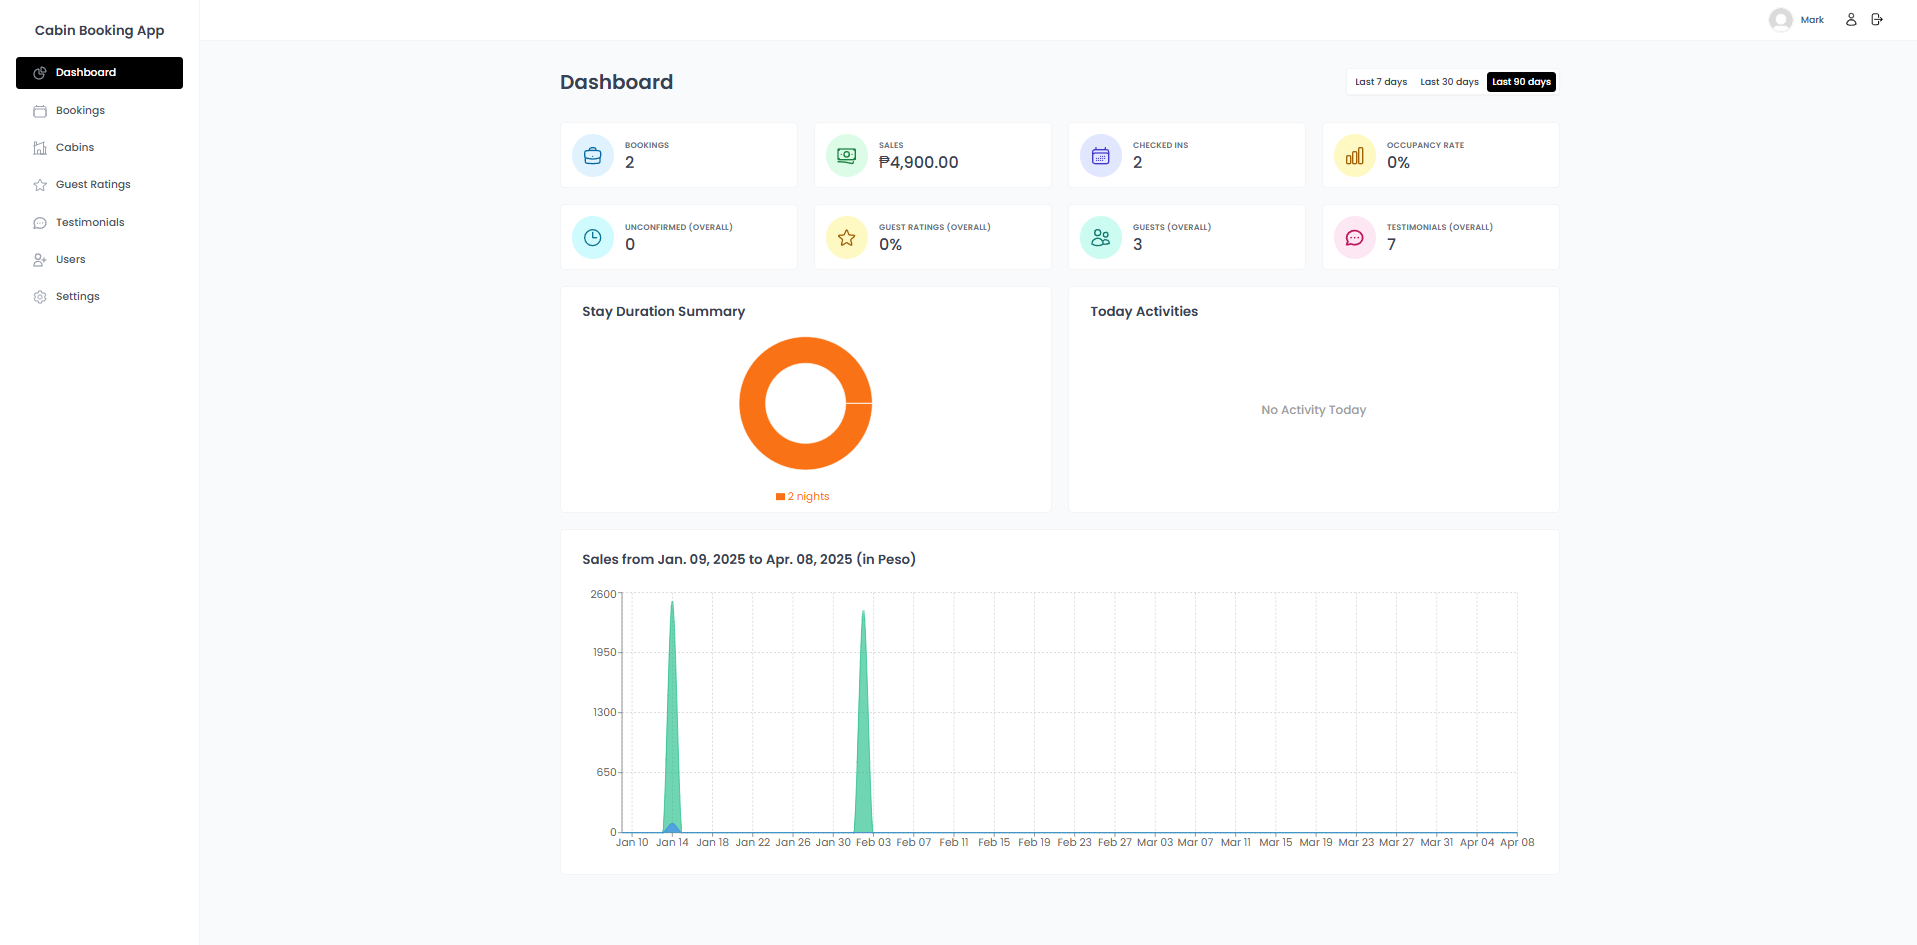 Cabin Booking App
Mark
Dashboard
Bookings
Cabins
Guest Ratings
Testimonials
Users
Settings
Dashboard
Last 7 days Last 30 days Last 90 days
BOOKINGS
2
SALES
₱4,900.00
CHECKED INS
2
OCCUPANCY RATE
0%
UNCONFIRMED (OVERALL)
0
GUEST RATINGS (OVERALL)
0%
GUESTS (OVERALL)
3
TESTIMONIALS (OVERALL)
7
Stay Duration Summary
2 nights
Today Activities
No Activity Today
Sales from Jan. 09, 2025 to Apr. 08, 2025 (in Peso)
2600
1950
1300
650
0
Jan 10 Jan 14 Jan 18 Jan 22 Jan 26 Jan 30 Feb 03 Feb 07 Feb 11 Feb 15 Feb 19 Feb 23 Feb 27 Mar 03 Mar 07 Mar 11 Mar 15 Mar 19 Mar 23 Mar 27 Mar 31 Apr 04 Apr 08